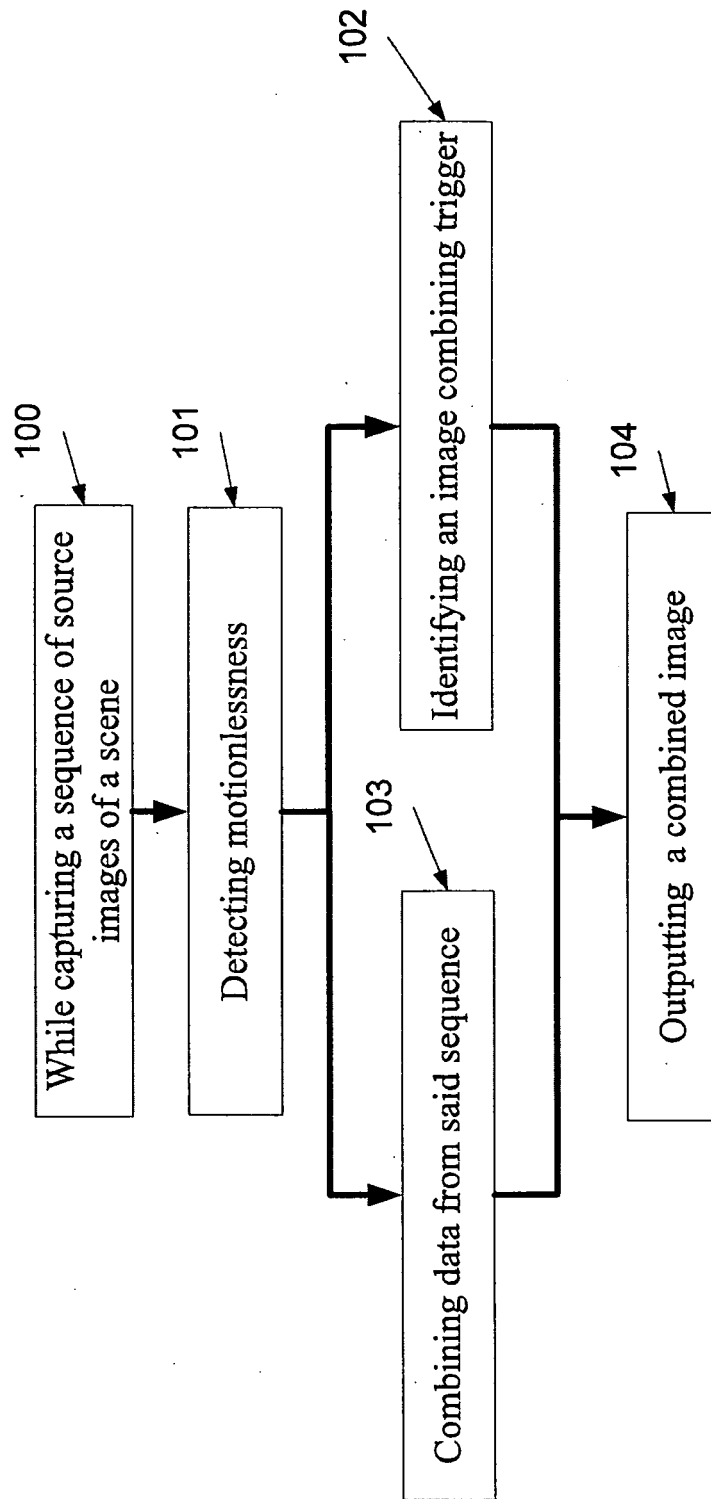 100
While capturing a sequence of source
images of a scene
101
Detecting motionlessness
103
Combining data from said sequence
102
Identifying an image combining trigger
104
Outputting a combined image